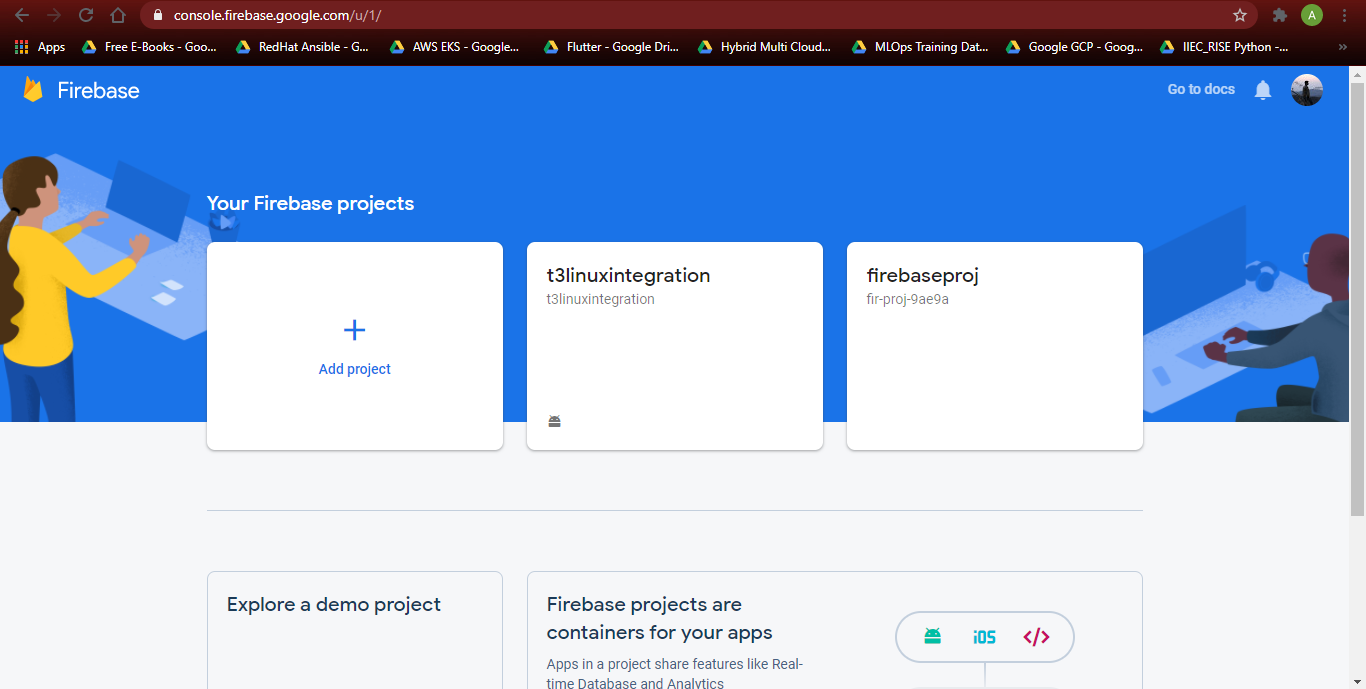 console.firebase.google.com/u/1/
A
Apps
Free E-Books - Goo...
RedHat Ansible - G...
AWS EKS - Google...
Flutter - Google Dri...
Hybrid Multi Cloud...
MLOps Training Dat...
Google GCP - Goog...
IIEC_RISE Python -...
»
Firebase
Go to docs
Your Firebase projects
Add project
t3linuxintegration
t3linuxintegration
firebaseproj
fir-proj-9ae9a
Explore a demo project
Firebase projects are
containers for your apps
Apps in a project share features like Real-
time Database and Analytics
iOS
</>